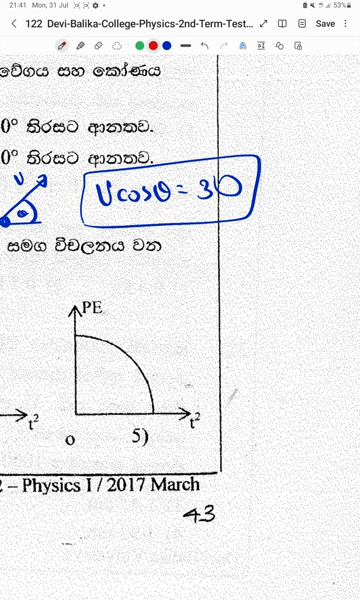 21:41 Mon, 31 Jul 53%
122 Devi-Balika-College-Physics-2nd-Term-Test... Save
වේගය සහ කෝණය
0° තිරසට ආනතව.
0° තිරසට ආනතව.
U
θ
Ucosθ = 30
සමග විචලනය වන
PE
t²
t²
o 5)
2 – Physics I / 2017 March
43